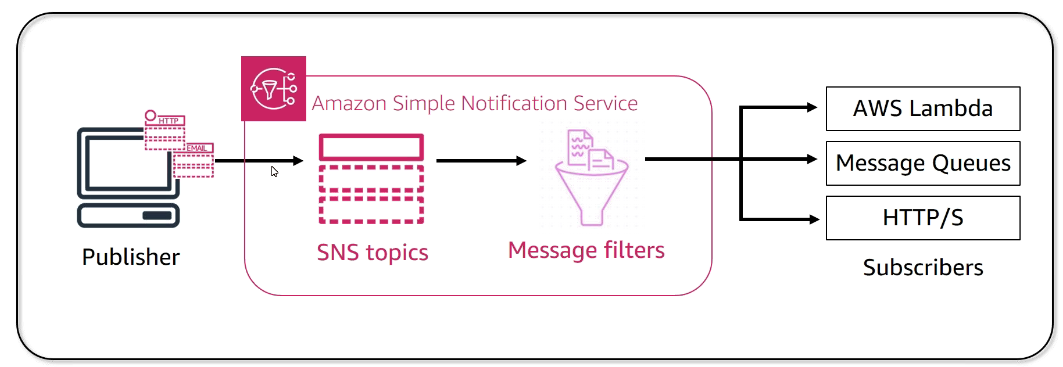 Amazon Simple Notification Service
HTTP
EMAIL
Publisher
SNS topics
Message filters
AWS Lambda
Message Queues
HTTP/S
Subscribers